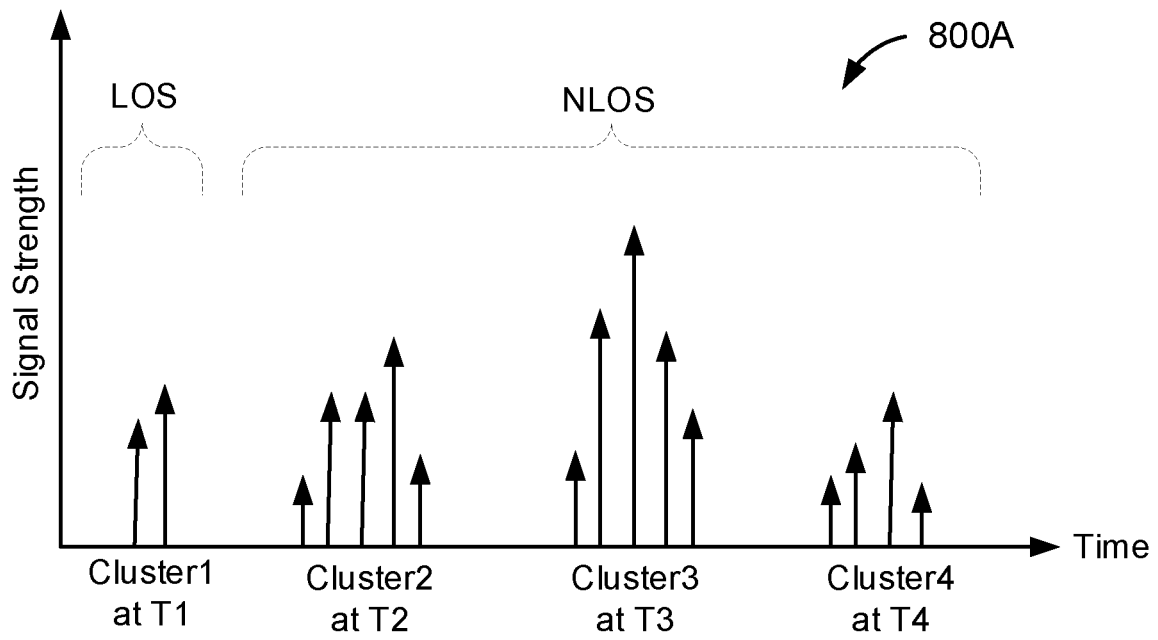 800A
LOS
NLOS
Signal Strength
Time
Cluster1
at T1
Cluster2
at T2
Cluster3
at T3
Cluster4
at T4